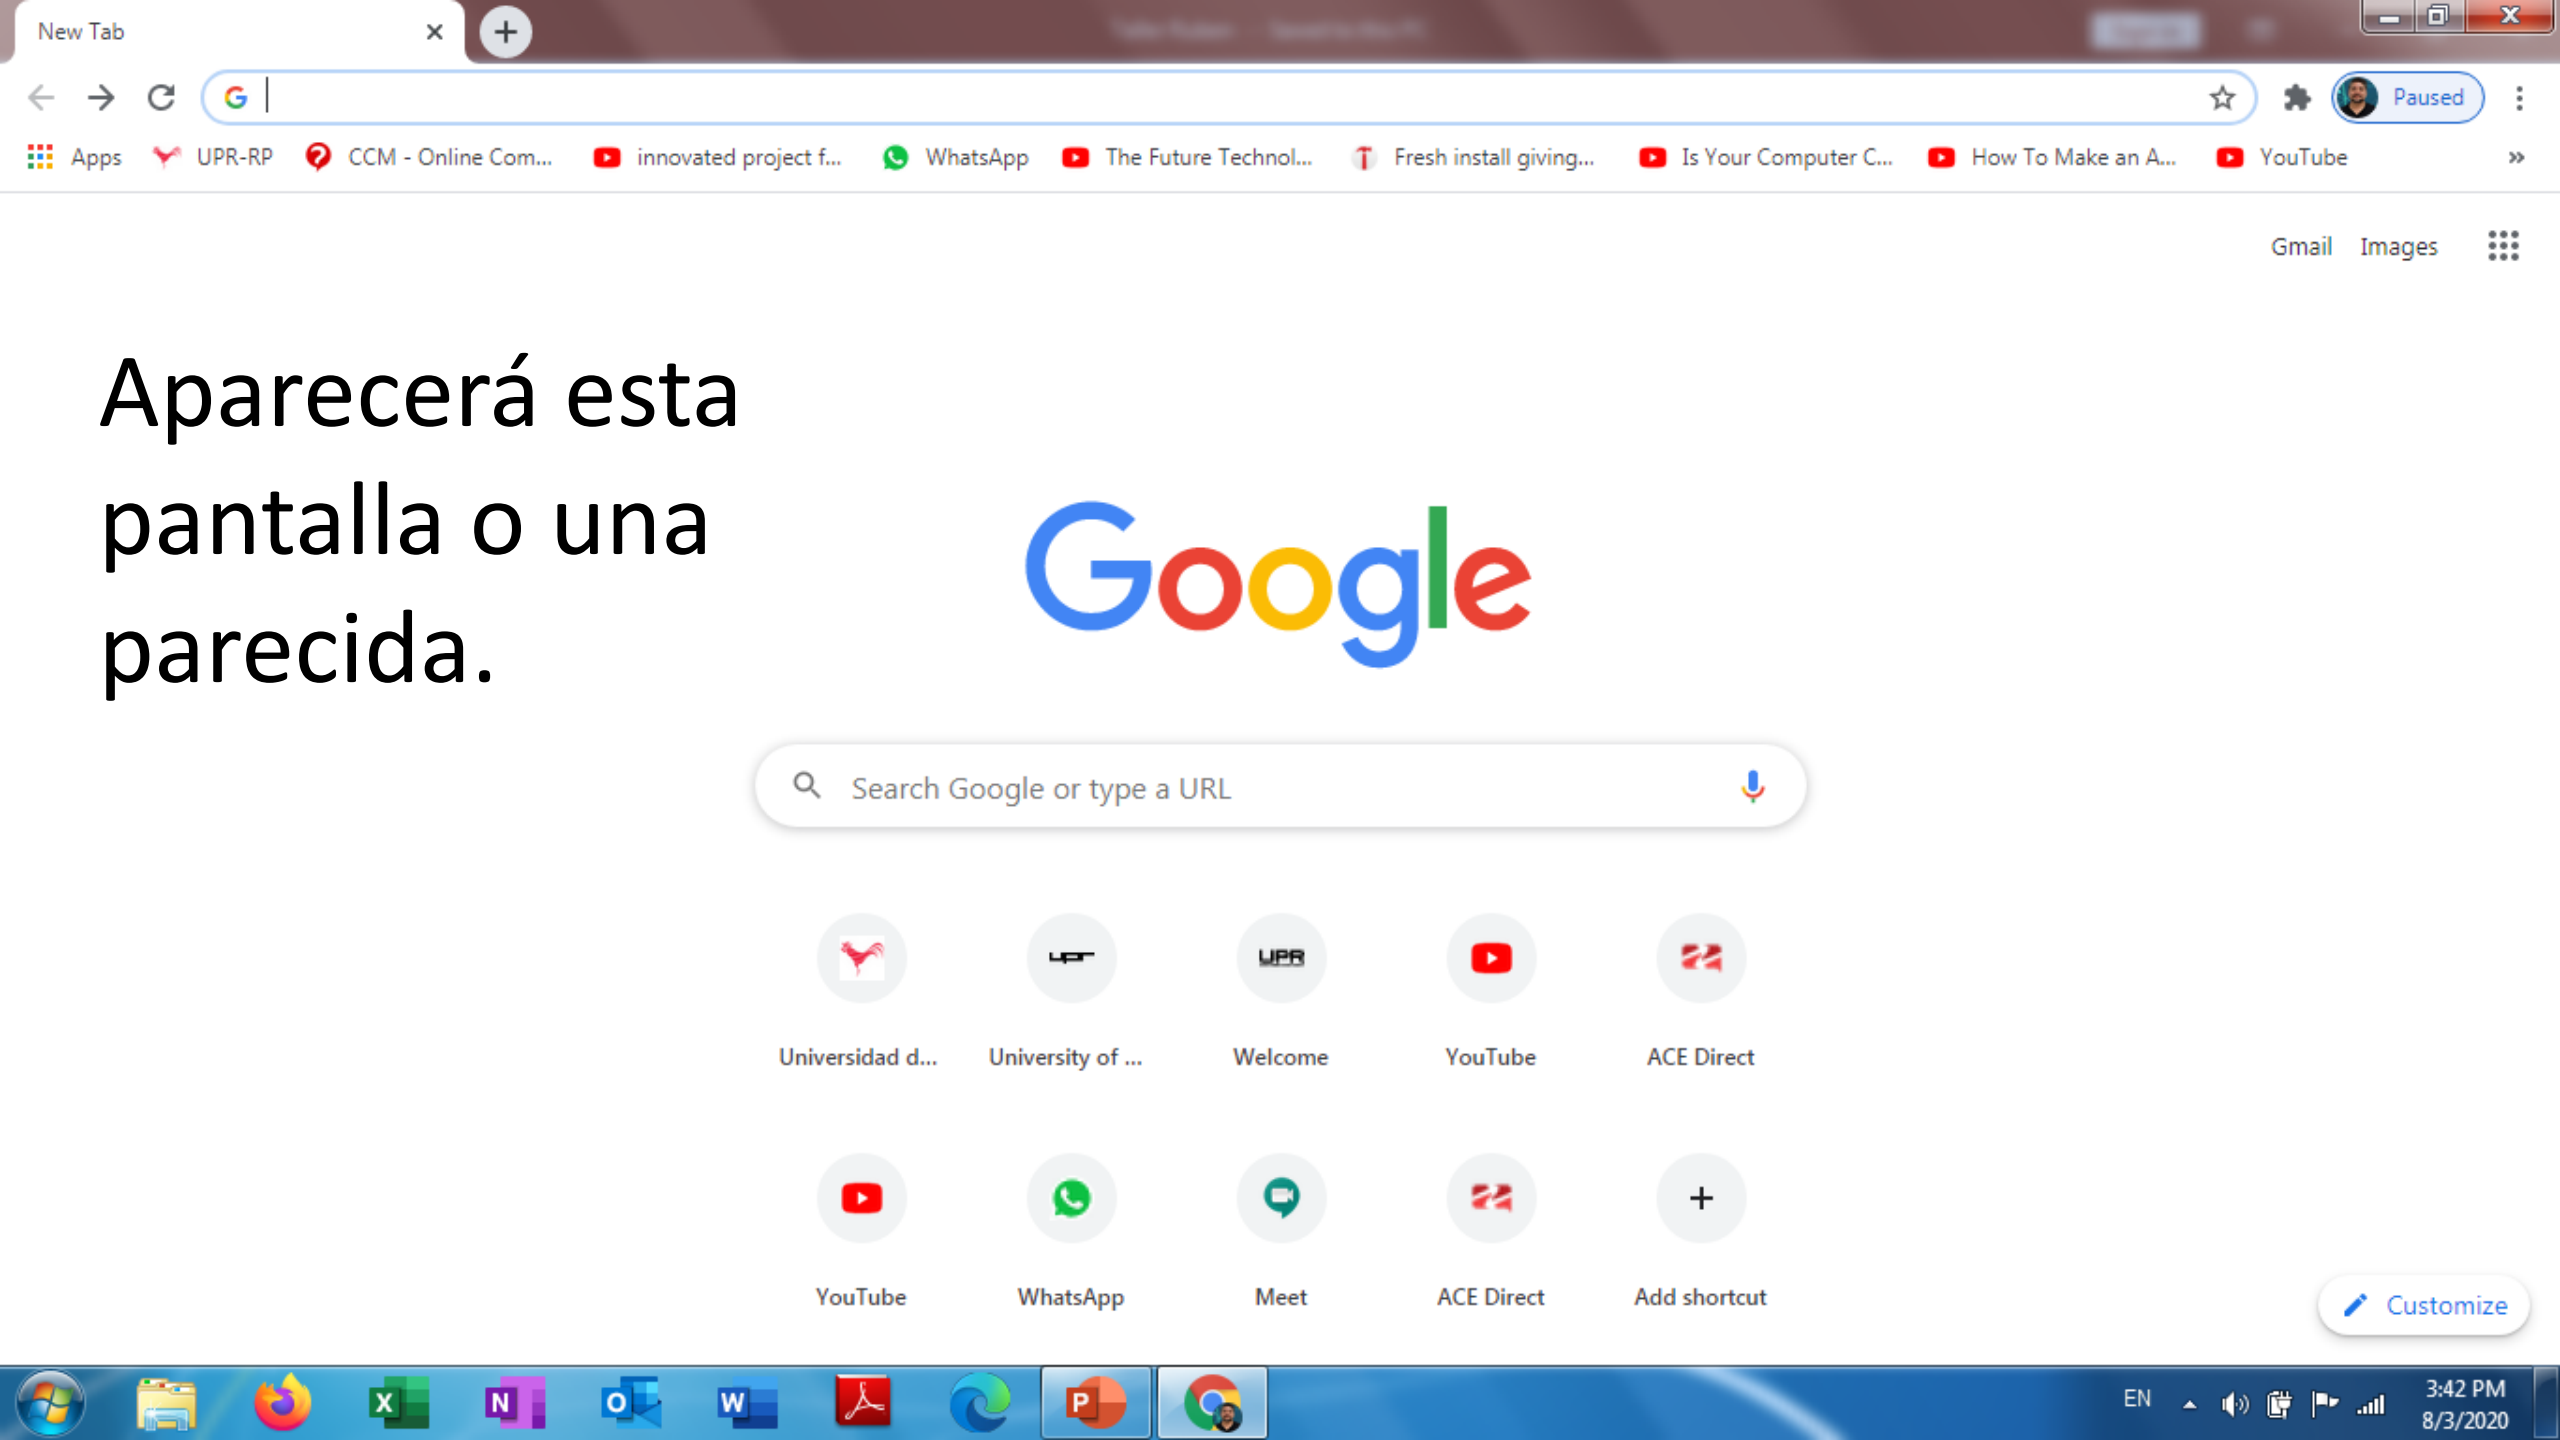 New Tab
Paused
Apps UPR-RP CCM - Online Com... innovated project f... WhatsApp The Future Technol... Fresh install giving... Is Your Computer C... How To Make an A... YouTube »
Gmail Images
Aparecerá esta
pantalla o una
parecida.
Google
Search Google or type a URL
upr UPR
Universidad d... University of ... Welcome YouTube ACE Direct
YouTube WhatsApp Meet ACE Direct Add shortcut
Customize
EN
3:42 PM
8/3/2020